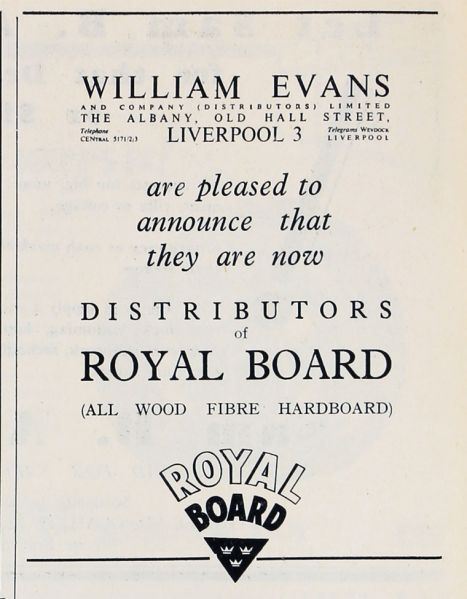 WILLIAM EVANS
AND COMPANY (DISTRIBUTORS) LIMITED
THE ALBANY, OLD HALL STREET,
Telephone
CENTRAL 5171/2/3
LIVERPOOL 3
Telegrams WEVDOCK
LIVERPOOL
are pleased to
announce that
they are now
DISTRIBUTORS
of
ROYAL BOARD
(ALL WOOD FIBRE HARDBOARD)
ROYAL
BOARD